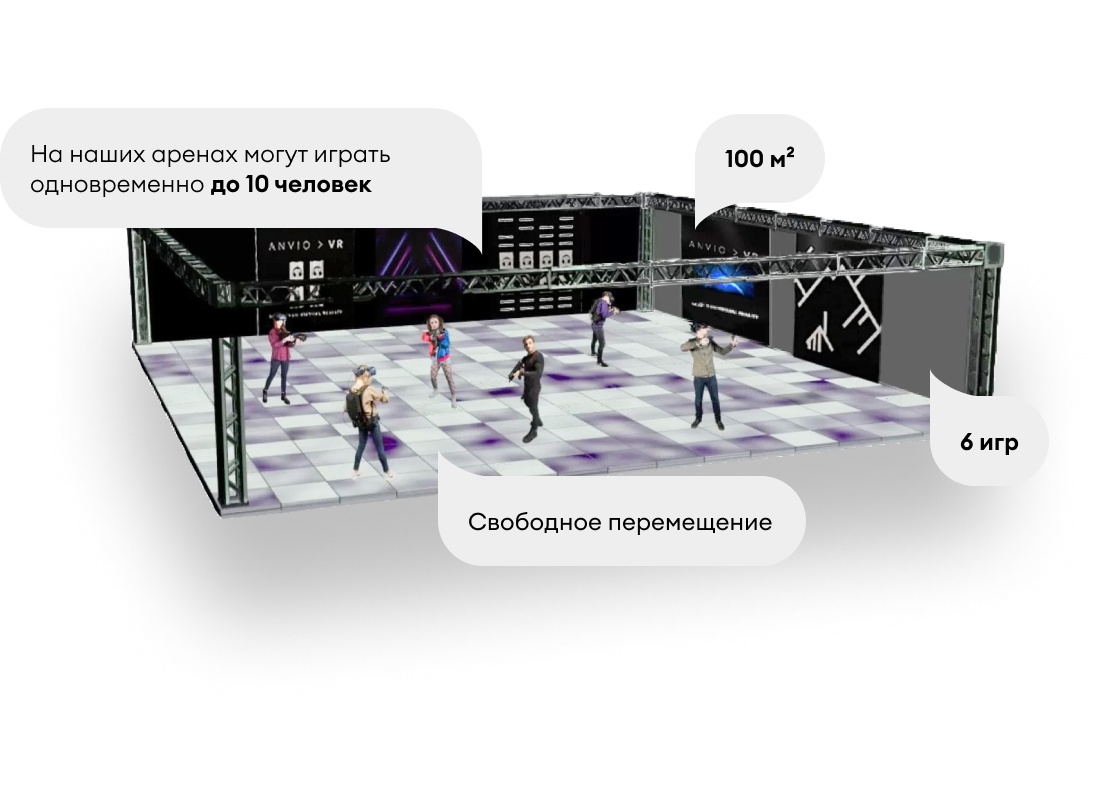 На наших аренах могут играть
одновременно до 10 человек
100 м²
ANVIO > VR
ANVIO > VR
6 игр
Свободное перемещение